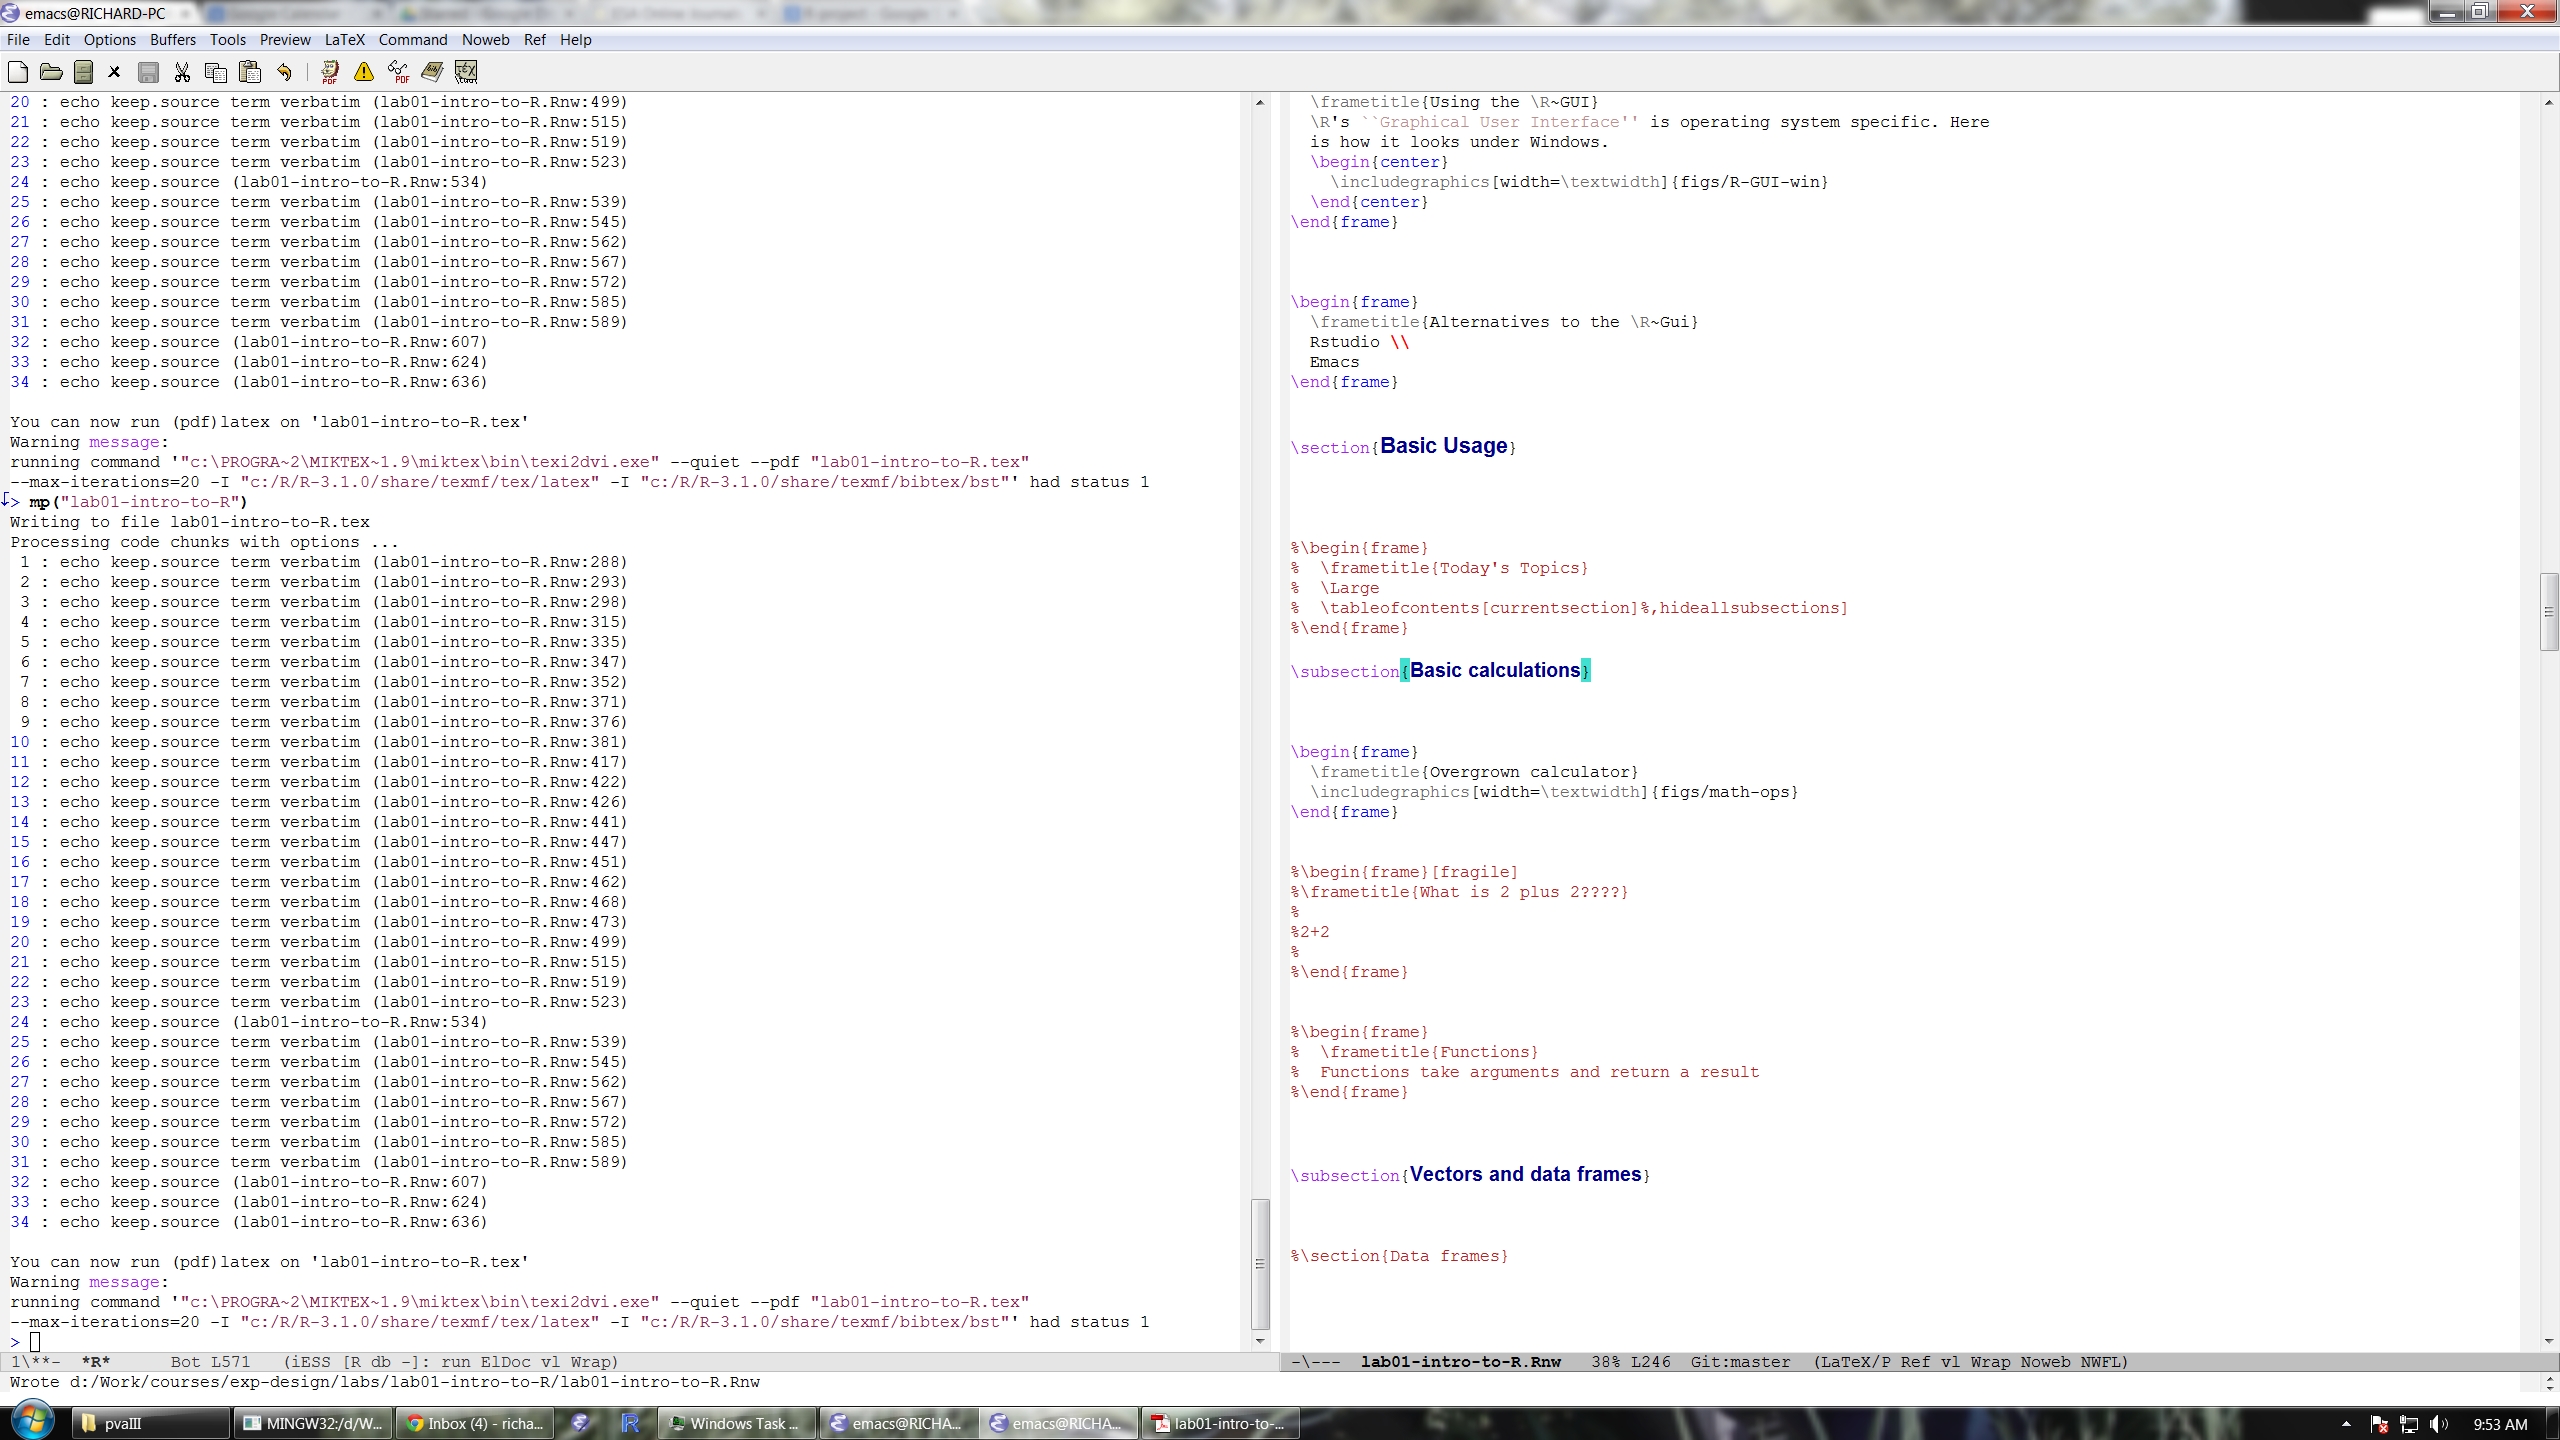 emacs@RICHARD-PC
File Edit Options Buffers Tools Preview LaTeX Command Noweb Ref Help
20 : echo keep.source term verbatim (lab01-intro-to-R.Rnw:499)
21 : echo keep.source term verbatim (lab01-intro-to-R.Rnw:515)
22 : echo keep.source term verbatim (lab01-intro-to-R.Rnw:519)
23 : echo keep.source term verbatim (lab01-intro-to-R.Rnw:523)
24 : echo keep.source (lab01-intro-to-R.Rnw:534)
25 : echo keep.source term verbatim (lab01-intro-to-R.Rnw:539)
26 : echo keep.source term verbatim (lab01-intro-to-R.Rnw:545)
27 : echo keep.source term verbatim (lab01-intro-to-R.Rnw:562)
28 : echo keep.source term verbatim (lab01-intro-to-R.Rnw:567)
29 : echo keep.source term verbatim (lab01-intro-to-R.Rnw:572)
30 : echo keep.source term verbatim (lab01-intro-to-R.Rnw:585)
31 : echo keep.source term verbatim (lab01-intro-to-R.Rnw:589)
32 : echo keep.source (lab01-intro-to-R.Rnw:607)
33 : echo keep.source (lab01-intro-to-R.Rnw:624)
34 : echo keep.source (lab01-intro-to-R.Rnw:636)
You can now run (pdf)latex on 'lab01-intro-to-R.tex'
Warning message:
running command '"c:\PROGRA~2\MIKTEX~1.9\miktex\bin\texi2dvi.exe" --quiet --pdf "lab01-intro-to-R.tex"
--max-iterations=20 -I "c:/R/R-3.1.0/share/texmf/tex/latex" -I "c:/R/R-3.1.0/share/texmf/bibtex/bst"' had status 1
> mp("lab01-intro-to-R")
Writing to file lab01-intro-to-R.tex
Processing code chunks with options ...
1 : echo keep.source term verbatim (lab01-intro-to-R.Rnw:288)
2 : echo keep.source term verbatim (lab01-intro-to-R.Rnw:293)
3 : echo keep.source term verbatim (lab01-intro-to-R.Rnw:298)
4 : echo keep.source term verbatim (lab01-intro-to-R.Rnw:315)
5 : echo keep.source term verbatim (lab01-intro-to-R.Rnw:335)
6 : echo keep.source term verbatim (lab01-intro-to-R.Rnw:347)
7 : echo keep.source term verbatim (lab01-intro-to-R.Rnw:352)
8 : echo keep.source term verbatim (lab01-intro-to-R.Rnw:371)
9 : echo keep.source term verbatim (lab01-intro-to-R.Rnw:376)
10 : echo keep.source term verbatim (lab01-intro-to-R.Rnw:381)
11 : echo keep.source term verbatim (lab01-intro-to-R.Rnw:417)
12 : echo keep.source term verbatim (lab01-intro-to-R.Rnw:422)
13 : echo keep.source term verbatim (lab01-intro-to-R.Rnw:426)
14 : echo keep.source term verbatim (lab01-intro-to-R.Rnw:441)
15 : echo keep.source term verbatim (lab01-intro-to-R.Rnw:447)
16 : echo keep.source term verbatim (lab01-intro-to-R.Rnw:451)
17 : echo keep.source term verbatim (lab01-intro-to-R.Rnw:462)
18 : echo keep.source term verbatim (lab01-intro-to-R.Rnw:468)
19 : echo keep.source term verbatim (lab01-intro-to-R.Rnw:473)
20 : echo keep.source term verbatim (lab01-intro-to-R.Rnw:499)
21 : echo keep.source term verbatim (lab01-intro-to-R.Rnw:515)
22 : echo keep.source term verbatim (lab01-intro-to-R.Rnw:519)
23 : echo keep.source term verbatim (lab01-intro-to-R.Rnw:523)
24 : echo keep.source (lab01-intro-to-R.Rnw:534)
25 : echo keep.source term verbatim (lab01-intro-to-R.Rnw:539)
26 : echo keep.source term verbatim (lab01-intro-to-R.Rnw:545)
27 : echo keep.source term verbatim (lab01-intro-to-R.Rnw:562)
28 : echo keep.source term verbatim (lab01-intro-to-R.Rnw:567)
29 : echo keep.source term verbatim (lab01-intro-to-R.Rnw:572)
30 : echo keep.source term verbatim (lab01-intro-to-R.Rnw:585)
31 : echo keep.source term verbatim (lab01-intro-to-R.Rnw:589)
32 : echo keep.source (lab01-intro-to-R.Rnw:607)
33 : echo keep.source (lab01-intro-to-R.Rnw:624)
34 : echo keep.source (lab01-intro-to-R.Rnw:636)
You can now run (pdf)latex on 'lab01-intro-to-R.tex'
Warning message:
running command '"c:\PROGRA~2\MIKTEX~1.9\miktex\bin\texi2dvi.exe" --quiet --pdf "lab01-intro-to-R.tex"
--max-iterations=20 -I "c:/R/R-3.1.0/share/texmf/tex/latex" -I "c:/R/R-3.1.0/share/texmf/bibtex/bst"' had status 1
>
1\**- *R* Bot L571 (iESS [R db -]: run ElDoc vl Wrap)
\frametitle{Using the \R~GUI}
\R's ``Graphical User Interface'' is operating system specific. Here
is how it looks under Windows.
\begin{center}
\includegraphics[width=\textwidth]{figs/R-GUI-win}
\end{center}
\end{frame}
\begin{frame}
\frametitle{Alternatives to the \R~Gui}
Rstudio \\
Emacs
\end{frame}
\section{Basic Usage}
%\begin{frame}
% \frametitle{Today's Topics}
% \Large
% \tableofcontents[currentsection]%,hideallsubsections]
%\end{frame}
\subsection{Basic calculations}
\begin{frame}
\frametitle{Overgrown calculator}
\includegraphics[width=\textwidth]{figs/math-ops}
\end{frame}
%\begin{frame}[fragile]
%\frametitle{What is 2 plus 2????}
%
%2+2
%
%\end{frame}
%\begin{frame}
% \frametitle{Functions}
% Functions take arguments and return a result
%\end{frame}
\subsection{Vectors and data frames}
%\section{Data frames}
-\--- lab01-intro-to-R.Rnw 38% L246 Git:master (LaTeX/P Ref vl Wrap Noweb NWFL)
Wrote d:/Work/courses/exp-design/labs/lab01-intro-to-R/lab01-intro-to-R.Rnw
pvaIII MINGW32:/d/W... Inbox (4) - richa... Windows Task ... emacs@RICHA... emacs@RICHA... lab01-intro-to-... 9:53 AM